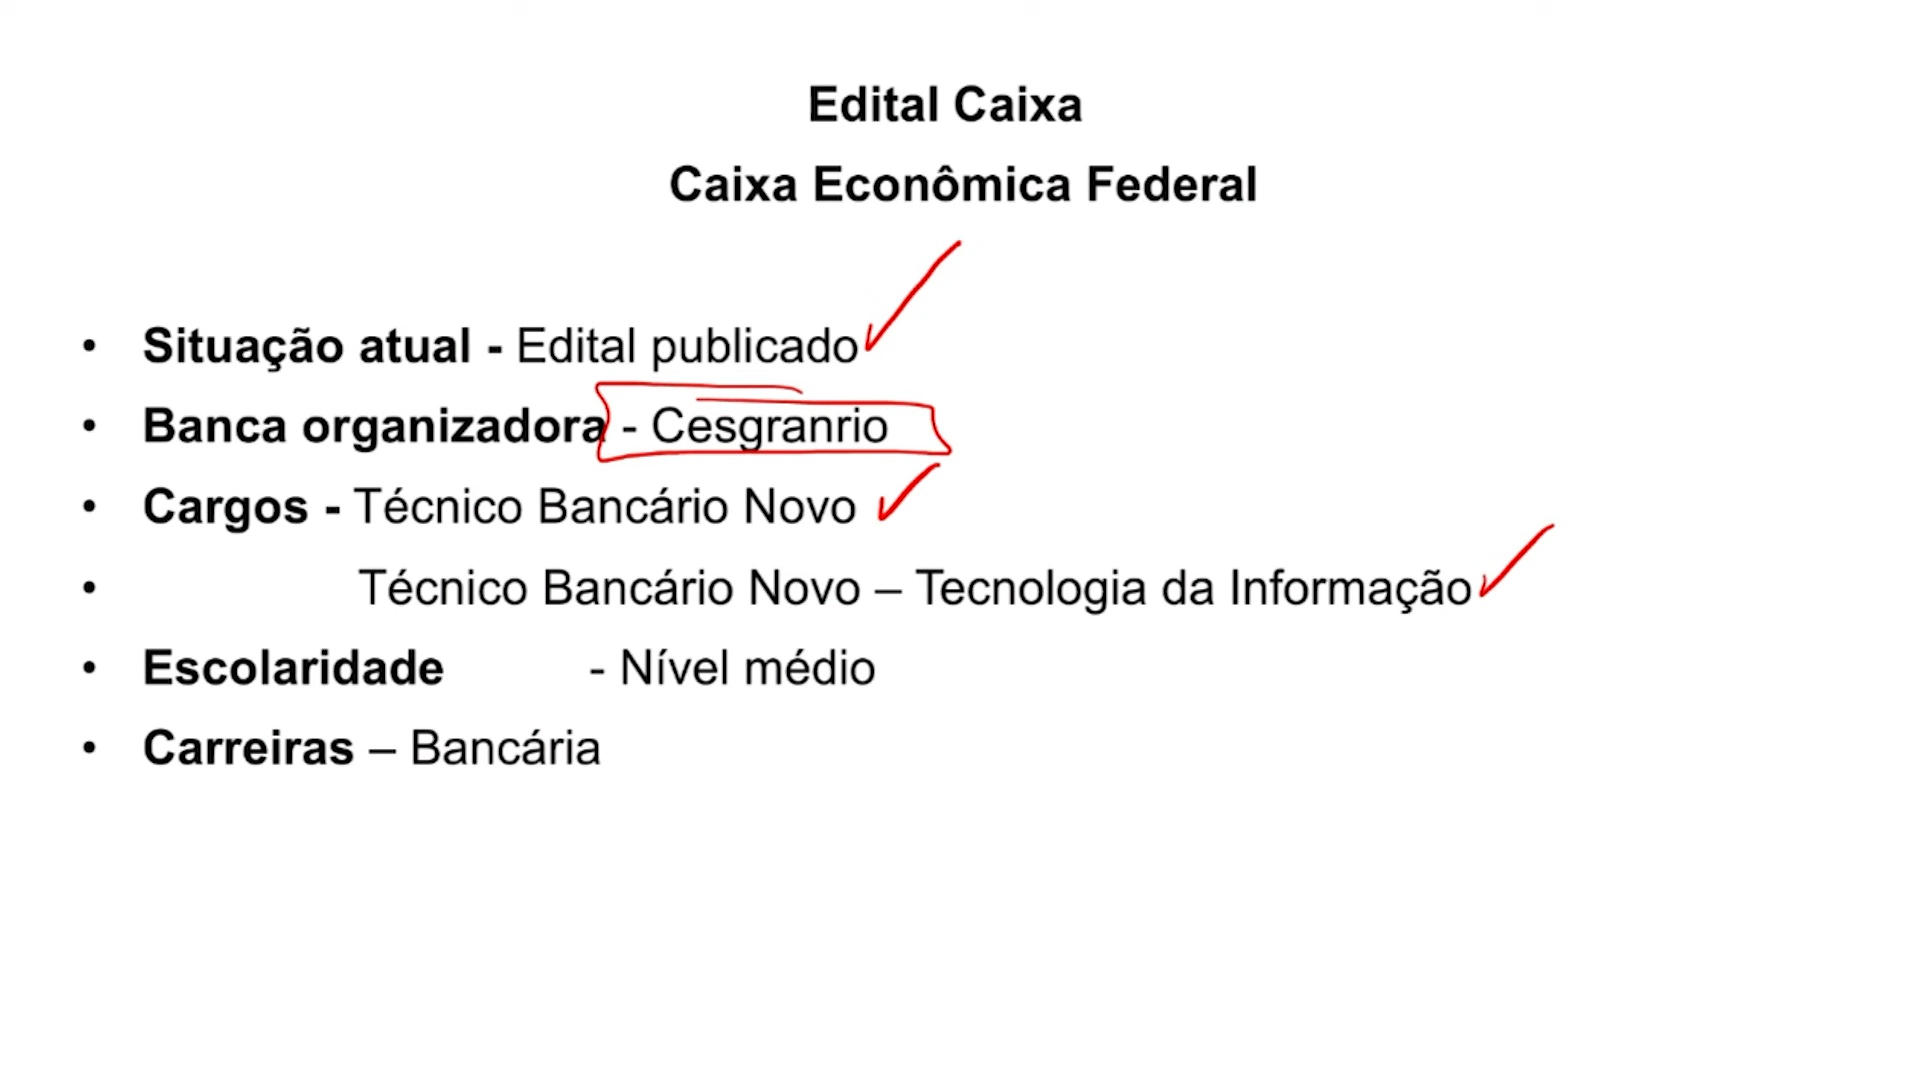 Edital Caixa
Caixa Econômica Federal
• Situação atual - Edital publicado
• Banca organizadora - Cesgranrio
• Cargos - Técnico Bancário Novo
• Técnico Bancário Novo – Tecnologia da Informação
• Escolaridade - Nível médio
• Carreiras – Bancária